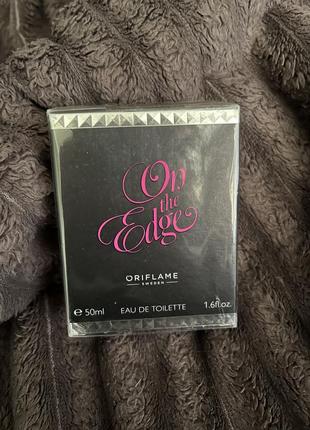 On
the
Edge
ORIFLAME
SWEDEN
e 50ml EAU DE TOILETTE 1.6fl.oz.